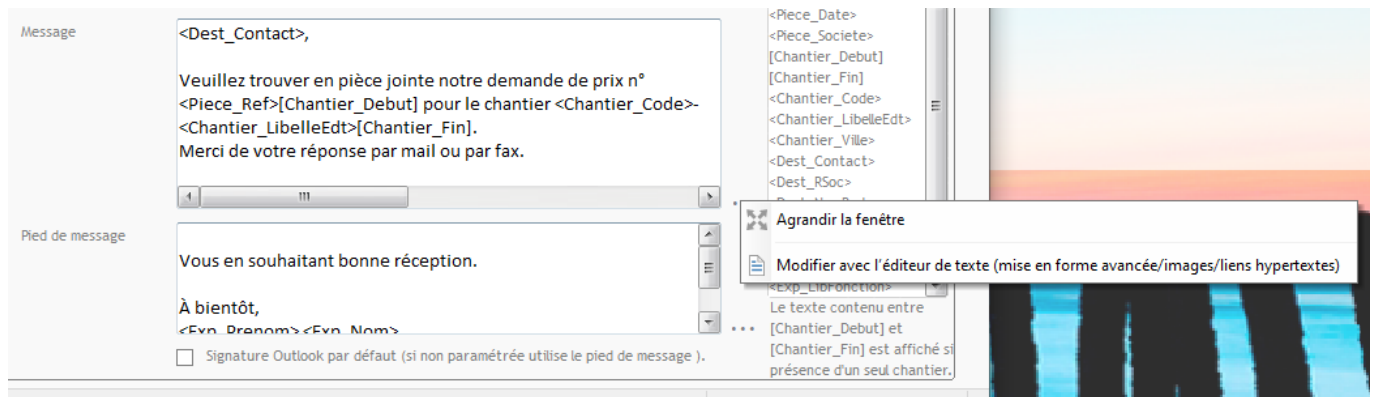 Message
<Dest_Contact>,
Veuillez trouver en pièce jointe notre demande de prix n°
<Piece_Ref>[Chantier_Debut] pour le chantier <Chantier_Code>-
<Chantier_LibelleEdt>[Chantier_Fin].
Merci de votre réponse par mail ou par fax.
<Piece_Date>
<Piece_Societe>
[Chantier_Debut]
[Chantier_Fin]
<Chantier_Code>
<Chantier_LibelleEdt>
<Chantier_Ville>
<Dest_Contact>
<Dest_RSoc>
Agrandir la fenêtre
Modifier avec l'éditeur de texte (mise en forme avancée/images/liens hypertextes)
Pied de message
Vous en souhaitant bonne réception.
À bientôt,
<Exp_Prenom> <Exp_Nom>
<Exp_LibFonction>
Le texte contenu entre
[Chantier_Debut] et
[Chantier_Fin] est affiché si
présence d'un seul chantier.
Signature Outlook par défaut (si non paramétrée utilise le pied de message ).